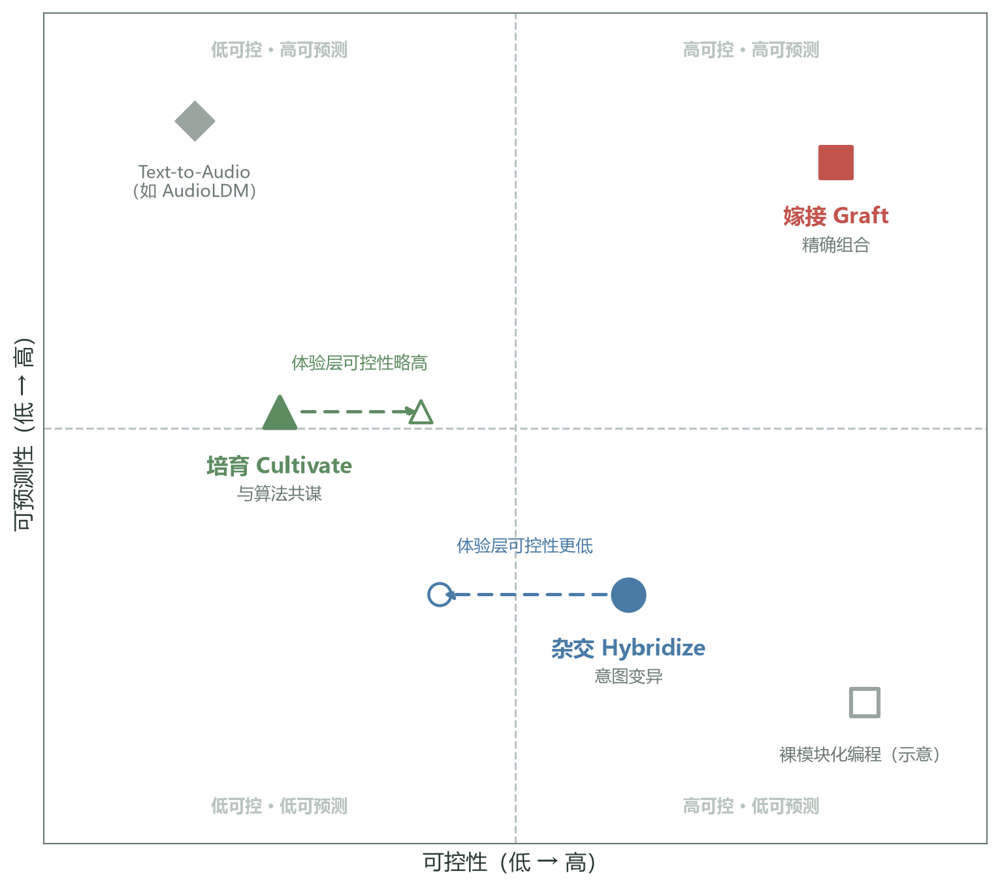 低可控 · 高可预测
高可控 · 高可预测
Text-to-Audio
（如 AudioLDM）
嫁接 Graft
精确组合
体验层可控性略高
培育 Cultivate
与算法共谋
体验层可控性更低
杂交 Hybridize
意图变异
裸模块化编程（示意）
低可控 · 低可预测
高可控 · 低可预测
可预测性（低 → 高）
可控性（低 → 高）